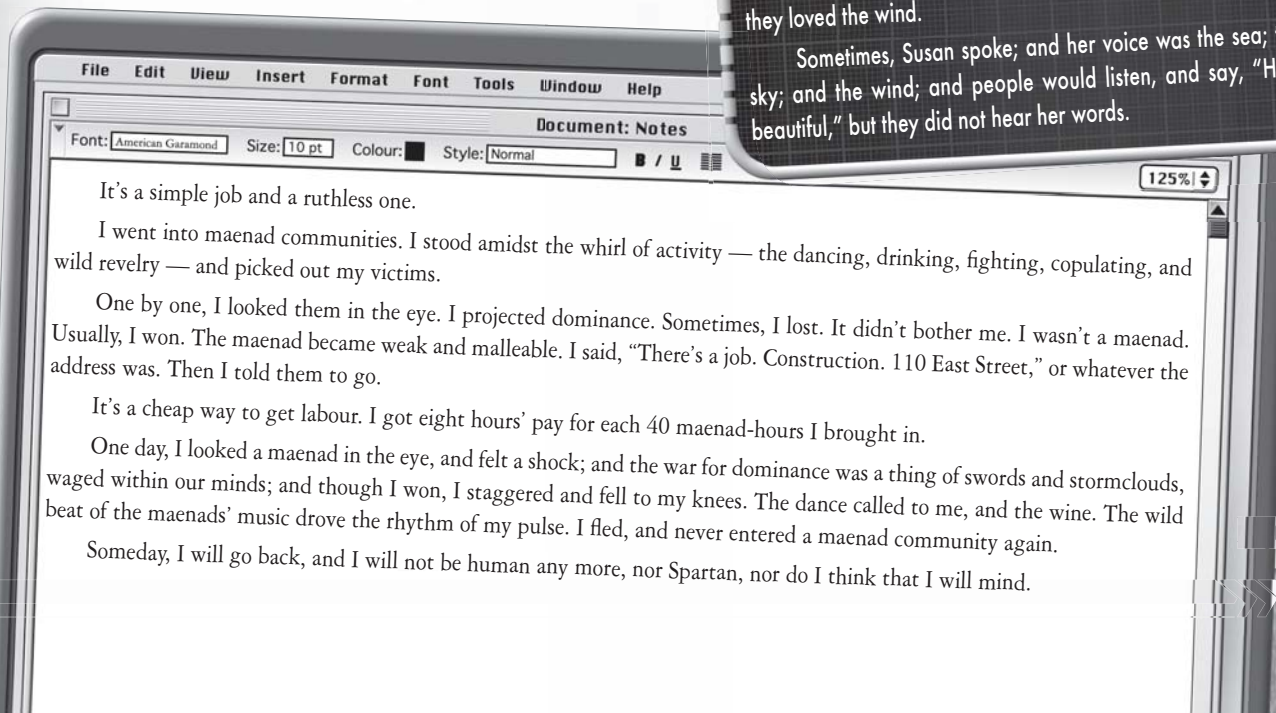 they loved the wind.
Sometimes, Susan spoke; and her voice was the sea;
sky; and the wind; and people would listen, and say, “H
beautiful,” but they did not hear her words.
File Edit View Insert Format Font Tools Window Help
Document: Notes
Font: American Garamond Size: 10 pt Colour: Style: Normal B / U
125%
It’s a simple job and a ruthless one.
I went into maenad communities. I stood amidst the whirl of activity — the dancing, drinking, fighting, copulating, and
wild revelry — and picked out my victims.
One by one, I looked them in the eye. I projected dominance. Sometimes, I lost. It didn’t bother me. I wasn’t a maenad.
Usually, I won. The maenad became weak and malleable. I said, “There’s a job. Construction. 110 East Street,” or whatever the
address was. Then I told them to go.
It’s a cheap way to get labour. I got eight hours’ pay for each 40 maenad-hours I brought in.
One day, I looked a maenad in the eye, and felt a shock; and the war for dominance was a thing of swords and stormclouds,
waged within our minds; and though I won, I staggered and fell to my knees. The dance called to me, and the wine. The wild
beat of the maenads’ music drove the rhythm of my pulse. I fled, and never entered a maenad community again.
Someday, I will go back, and I will not be human any more, nor Spartan, nor do I think that I will mind.